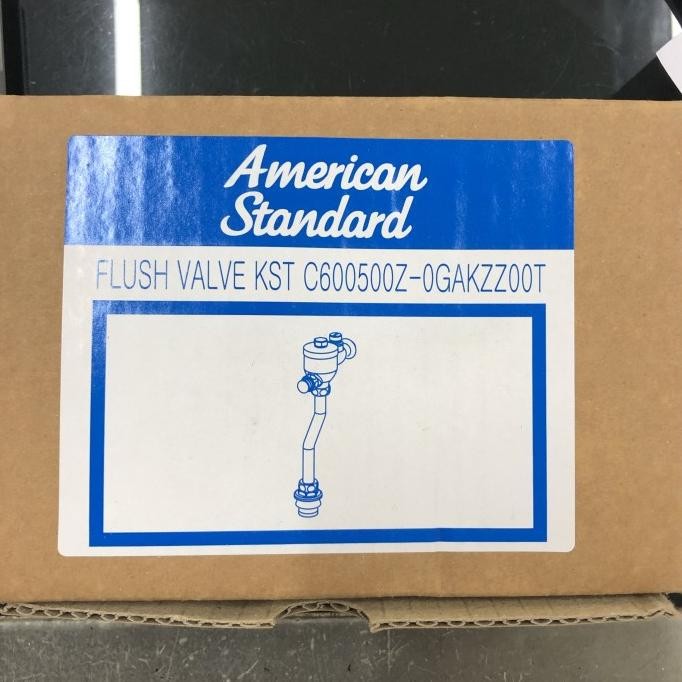 American
Standard
FLUSH VALVE KST C600500Z-0GAKZZ00T